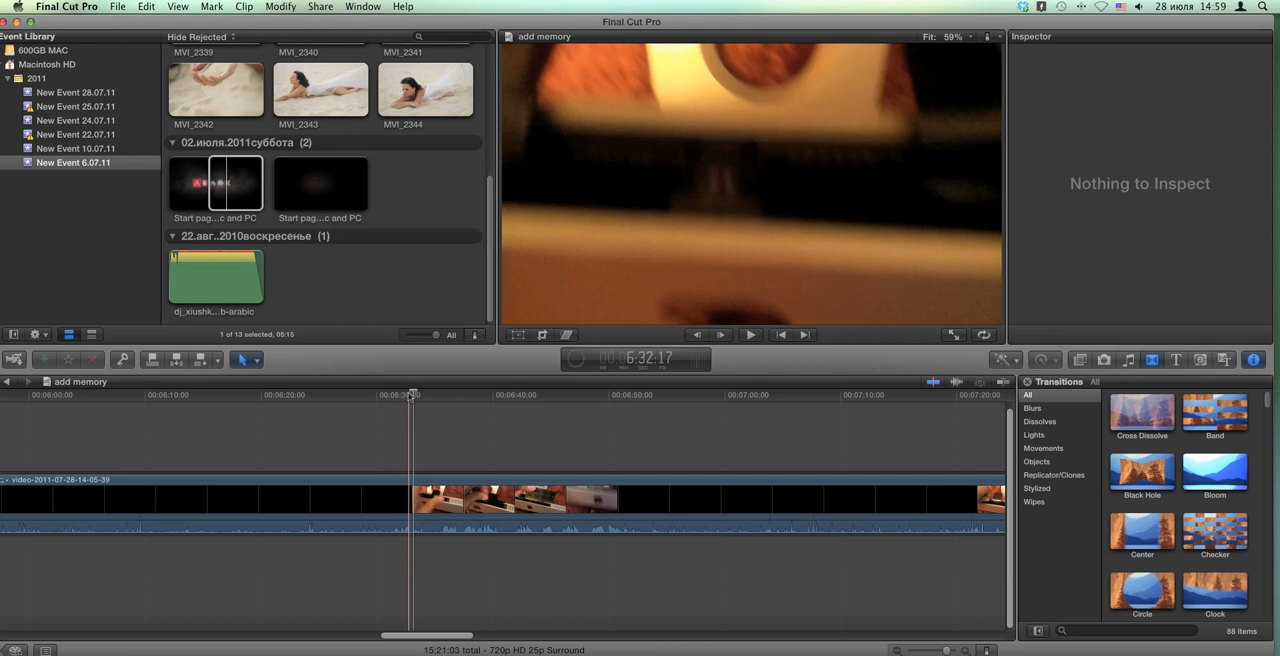 Final Cut Pro File Edit View Mark Clip Modify Share Window Help 28 июля 14:59
Final Cut Pro
Event Library
Hide Rejected
add memory
Fit: 59%
Inspector
600GB MAC
Macintosh HD
2011
New Event 28.07.11
New Event 25.07.11
New Event 24.07.11
New Event 22.07.11
New Event 10.07.11
New Event 6.07.11
MVI_2339 MVI_2340 MVI_2341
MVI_2342 MVI_2343 MVI_2344
02.июля.2011суббота (2)
Start pag...c and PC Start pag...c and PC
22.авг..2010воскресенье (1)
dj_xiushk...b-arabic
1 of 13 selected, 05:15
All
Nothing to Inspect
6:32:17
HR MIN SEC FR
add memory
00:06:00:00 00:06:10:00 00:06:20:00 00:06:40:00 00:06:50:00 00:07:00:00 00:07:10:00 00:07:20:00
video-2011-07-28-14-05-39
Transitions All
All
Blurs
Dissolves
Lights
Movements
Objects
Replicator/Clones
Stylized
Wipes
Cross Dissolve Band
Black Hole Bloom
Center Checker
Circle Clock
88 items
15:21:03 total - 720p HD 25p Surround